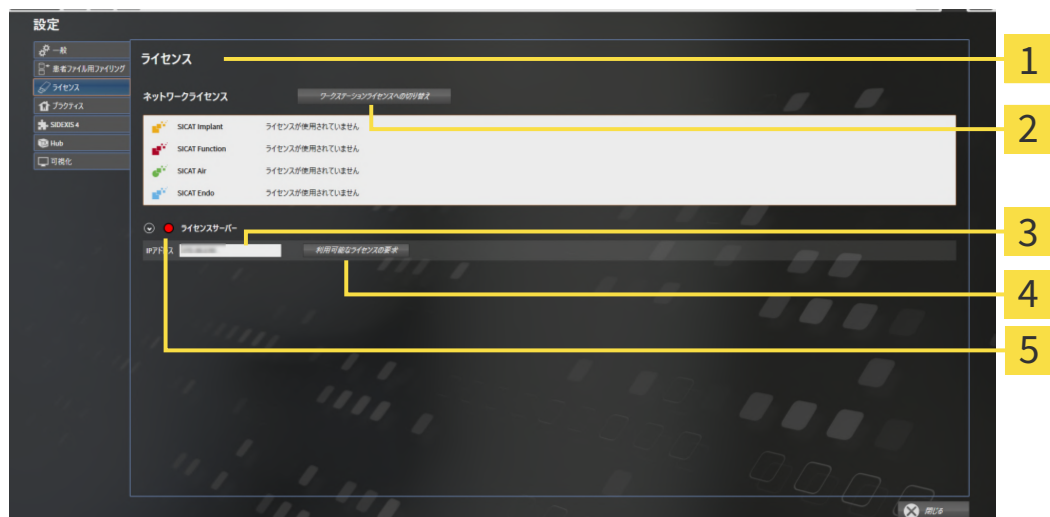 設定
一般
患者ファイル用ファイリング
ライセンス
プラクティス
SIDEXIS 4
Hub
可視化
ライセンス
1
ネットワークライセンス
ワークステーションライセンスへの切り替え
2
SICAT Implant ライセンスが使用されていません
SICAT Function ライセンスが使用されていません
SICAT Air ライセンスが使用されていません
SICAT Endo ライセンスが使用されていません
ライセンスサーバー
3
IPアドレス
利用可能なライセンスの要求
4
5
閉じる